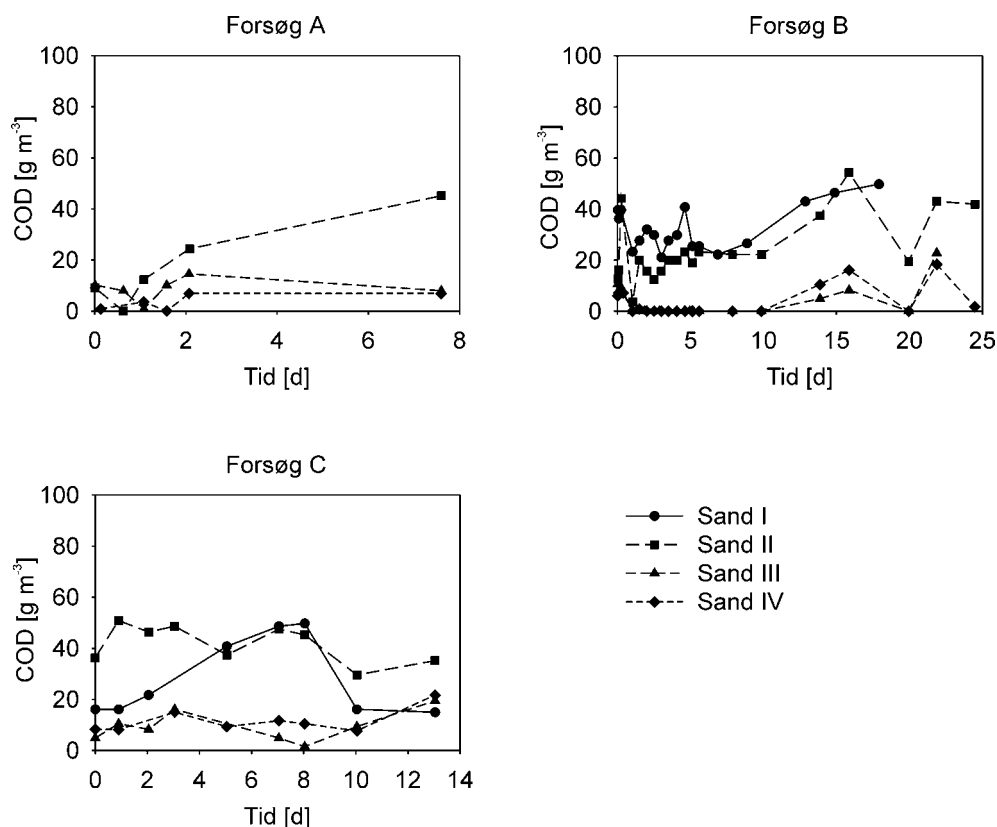 Forsøg A
100
80
60
40
20
0
COD [g m-3]
0 2 4 6 8
Tid [d]
Forsøg B
100
80
60
40
20
0
COD [g m-3]
0 5 10 15 20 25
Tid [d]
Forsøg C
100
80
60
40
20
0
COD [g m-3]
0 2 4 6 8 10 12 14
Tid [d]
Sand I
Sand II
Sand III
Sand IV